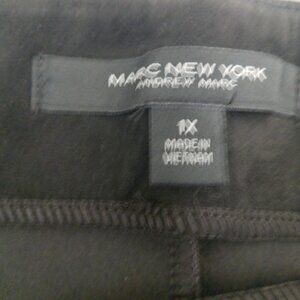 MARC NEW YORK
ANDREW MARC
1X
MADE IN
VIETNAM